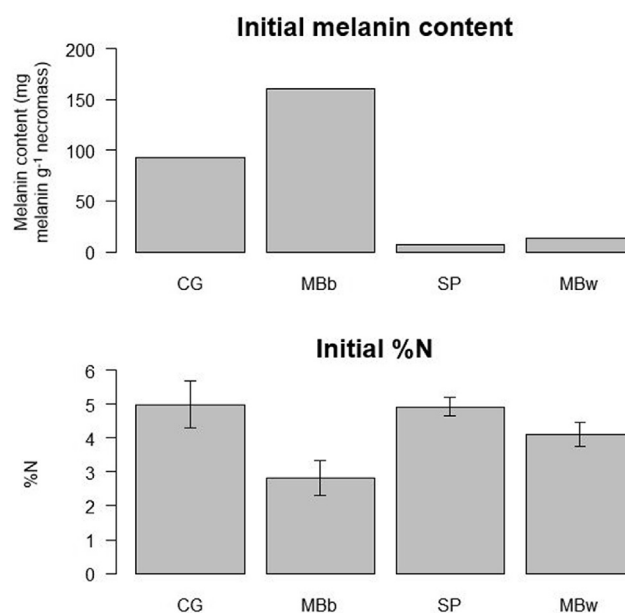 Initial melanin content
Melanin content (mg
melanin g⁻¹ necromass)
200
150
100
50
0
CG MBb SP MBw
Initial %N
%N
6
5
4
3
2
1
0
CG MBb SP MBw